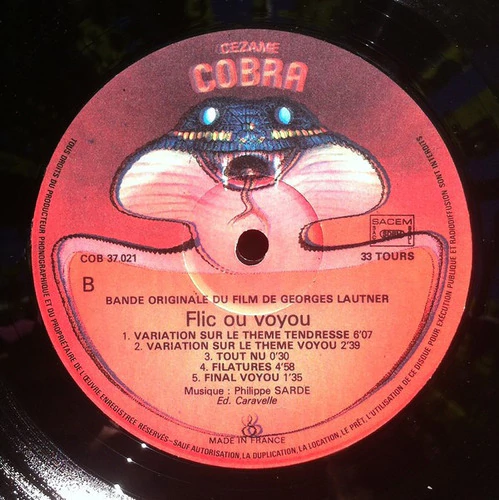 CEZAME
COBRA
SACEM
COB 37.021
33 TOURS
B
BANDE ORIGINALE DU FILM DE GEORGES LAUTNER
Flic ou voyou
1. VARIATION SUR LE THEME TENDRESSE 6'07
2. VARIATION SUR LE THEME VOYOU 2'39
3. TOUT NU 0'30
4. FILATURES 4'58
5. FINAL VOYOU 1'35
Musique : Philippe SARDE
Ed. Caravelle
MADE IN FRANCE
TOUS DROITS DU PRODUCTEUR PHONOGRAPHIQUE ET DU PROPRIETAIRE DE L'ŒUVRE ENREGISTREE RESERVES-SAUF AUTORISATION, LA DUPLICATION, LA LOCATION, LE PRÊT, L'UTILISATION DE CE DISQUE POUR EXÉCUTION PUBLIQUE ET RADIODIFFUSION SONT INTERDITS